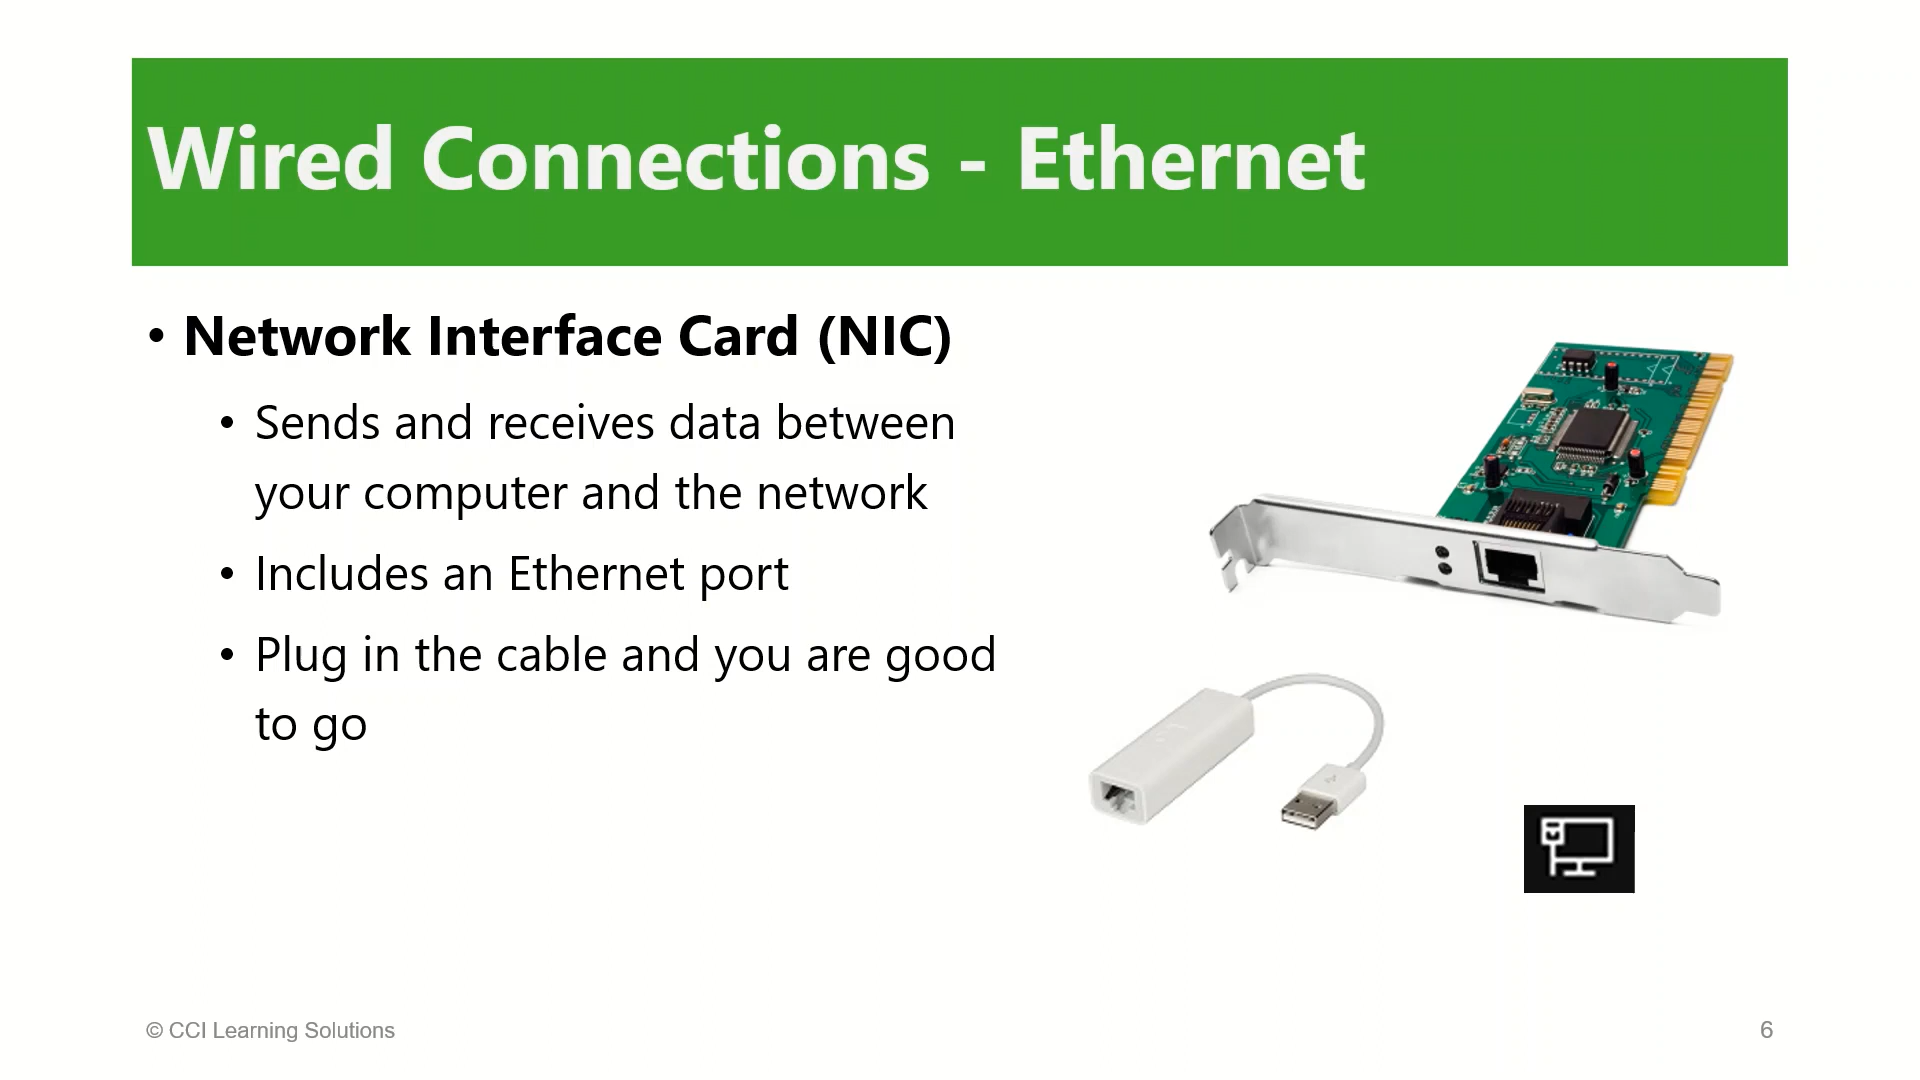 Wired Connections - Ethernet
• Network Interface Card (NIC)
• Sends and receives data between
your computer and the network
• Includes an Ethernet port
• Plug in the cable and you are good
to go
© CCI Learning Solutions
6